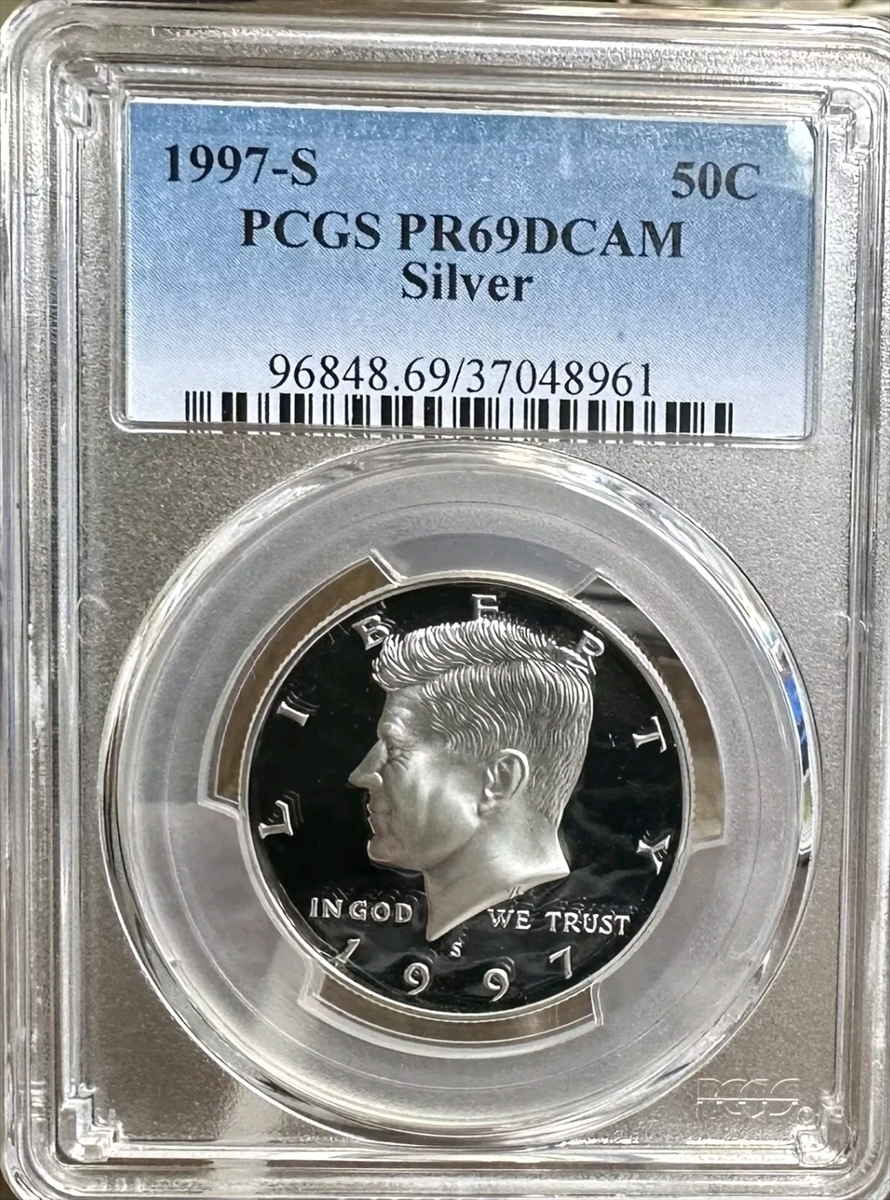 1997-S 50C
PCGS PR69DCAM
Silver
96848.69/37048961
LIBERTY
IN GOD WE TRUST
S
1997
PCGS